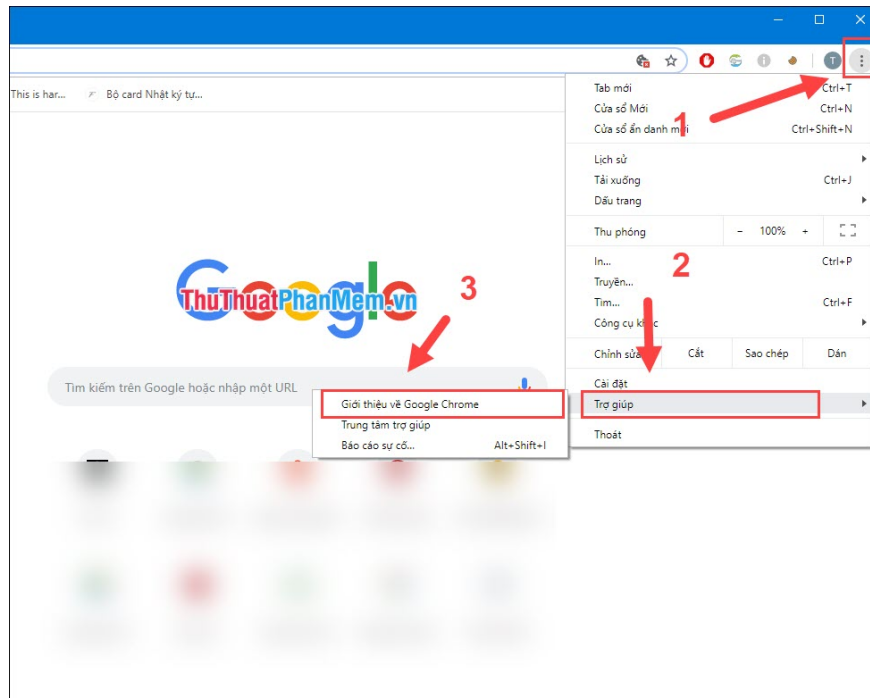 T
This is har...
Bộ card Nhật ký tự...
Tab mới Ctrl+T
1
Cửa sổ Mới Ctrl+N
Cửa sổ ẩn danh mới Ctrl+Shift+N
Lịch sử
Tải xuống Ctrl+J
Dấu trang
Thu phóng - 100% +
In... Ctrl+P
2
Truyền...
Tìm... Ctrl+F
Công cụ khác
Chỉnh sửa Cắt Sao chép Dán
Cài đặt
Trợ giúp
Thoát
Google
ThuThuatPhanMem.vn
3
Tìm kiếm trên Google hoặc nhập một URL
Giới thiệu về Google Chrome
Trung tâm trợ giúp
Báo cáo sự cố... Alt+Shift+I